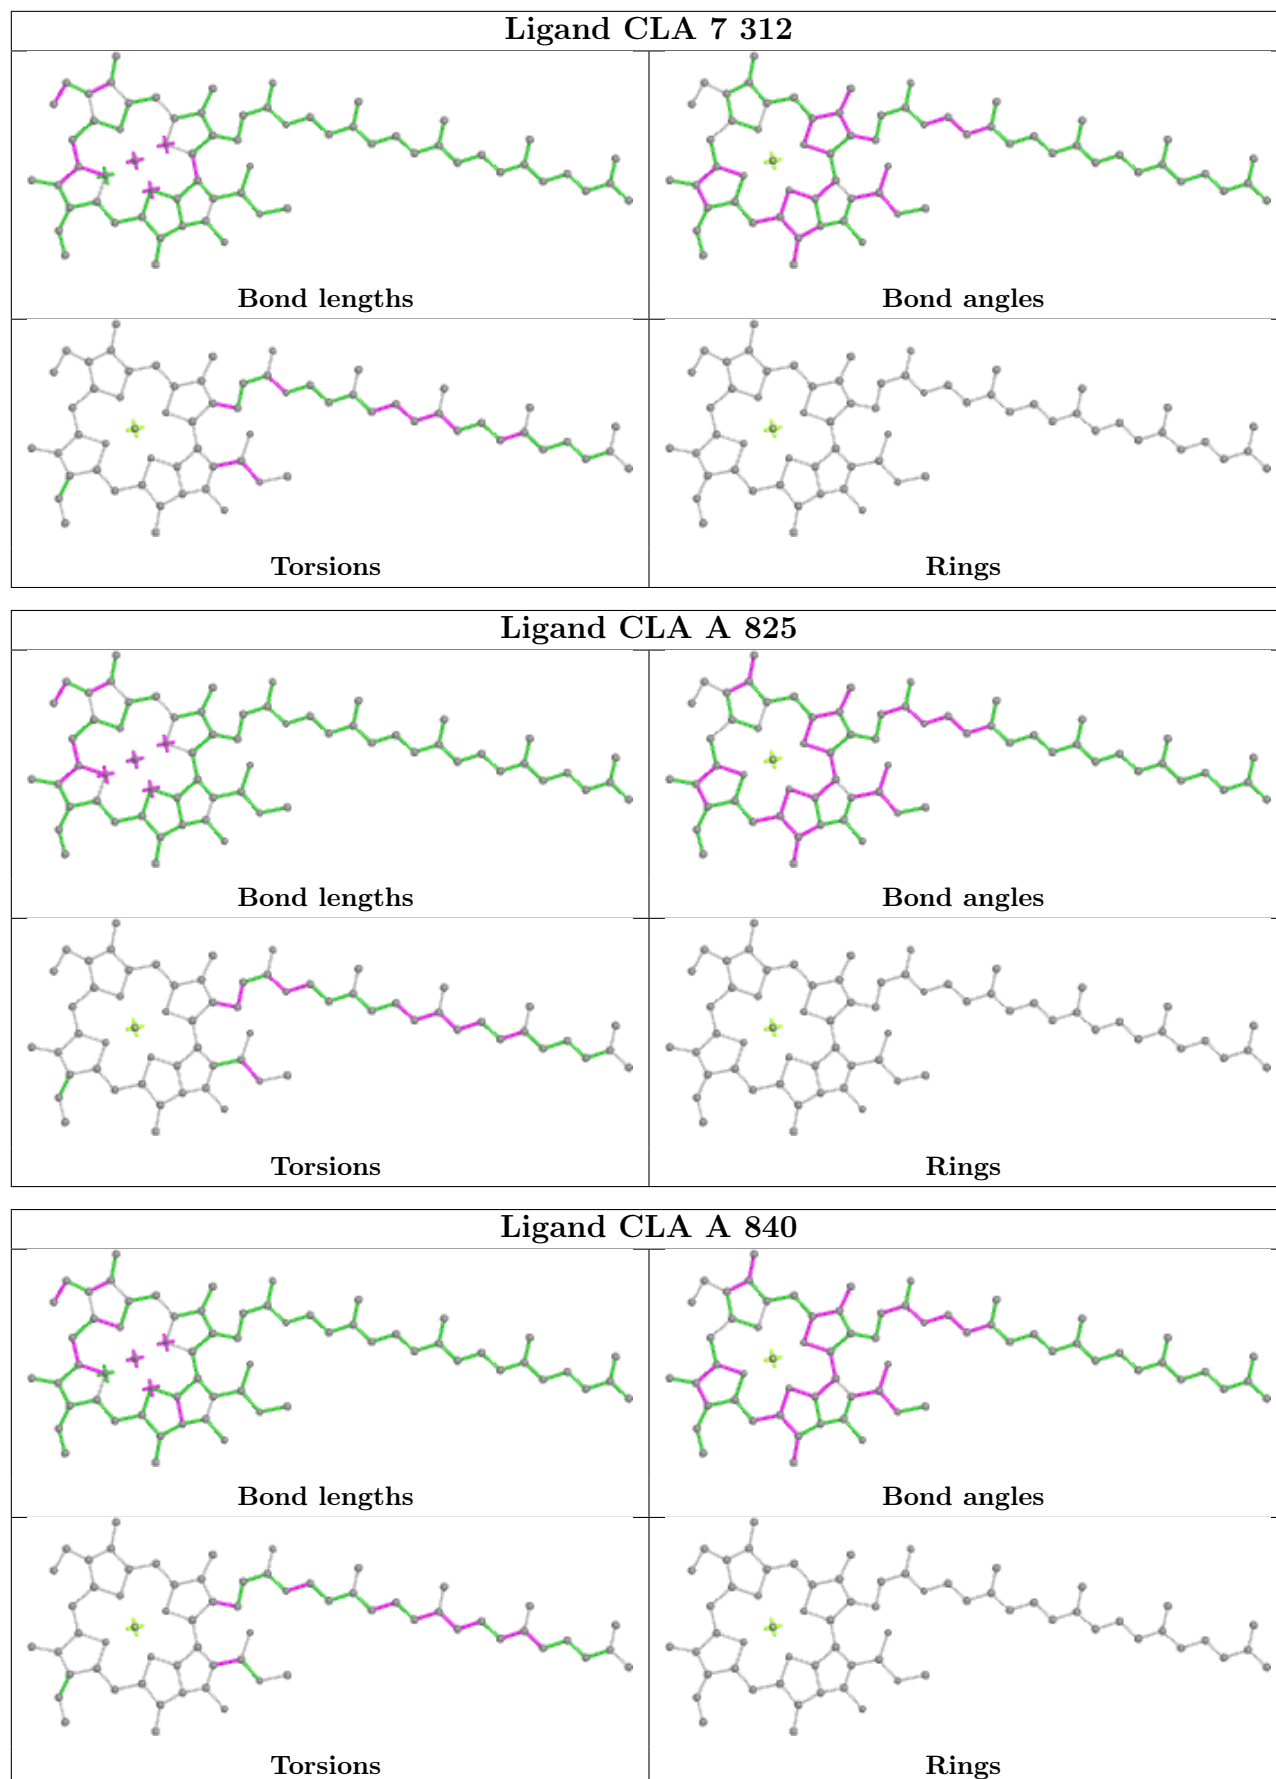 Ligand CLA 7 312
Bond lengths
Bond angles
Torsions
Rings
Ligand CLA A 825
Bond lengths
Bond angles
Torsions
Rings
Ligand CLA A 840
Bond lengths
Bond angles
Torsions
Rings